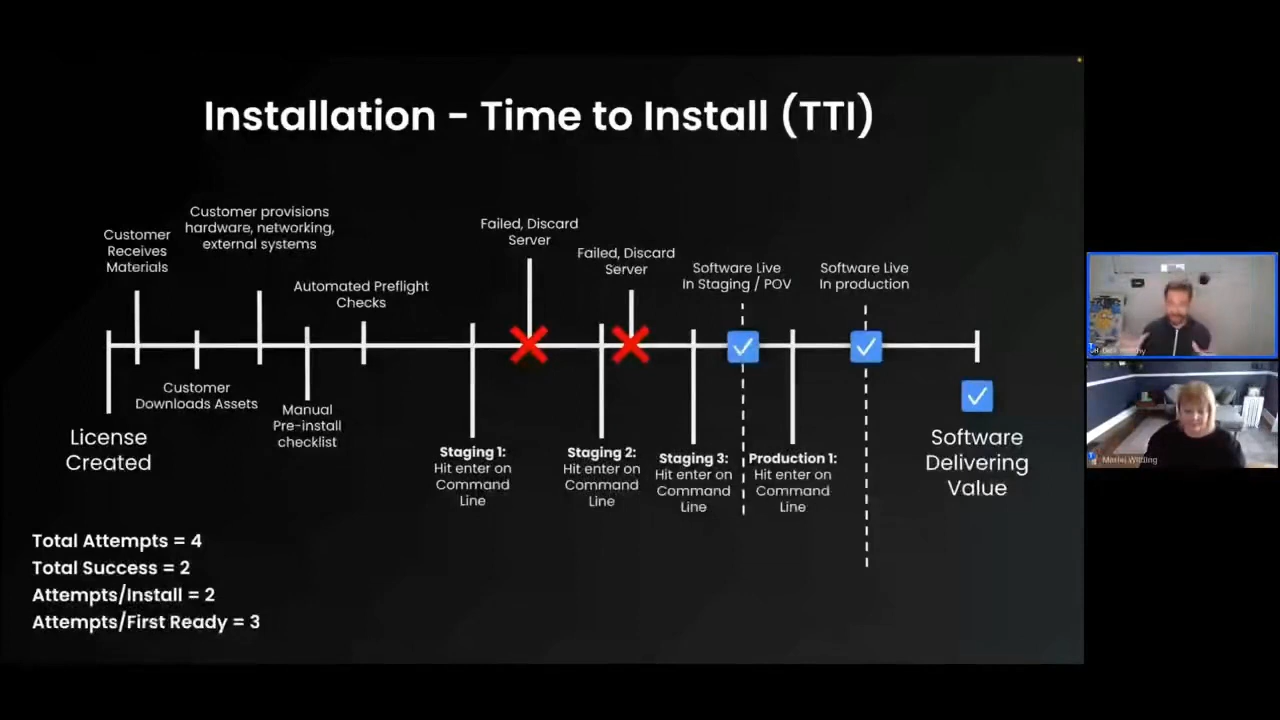 Installation - Time to Install (TTI)
Customer
Receives
Materials
Customer provisions
hardware, networking,
external systems
Automated Preflight
Checks
Failed, Discard
Server
Failed, Discard
Server
Software Live
In Staging / POV
Software Live
In production
License
Created
Customer
Downloads Assets
Manual
Pre-install
checklist
Staging 1:
Hit enter on
Command
Line
Staging 2:
Hit enter on
Command
Line
Staging 3:
Hit enter on
Command
Line
Production 1:
Hit enter on
Command
Line
Software
Delivering
Value
Total Attempts = 4
Total Success = 2
Attempts/Install = 2
Attempts/First Ready = 3